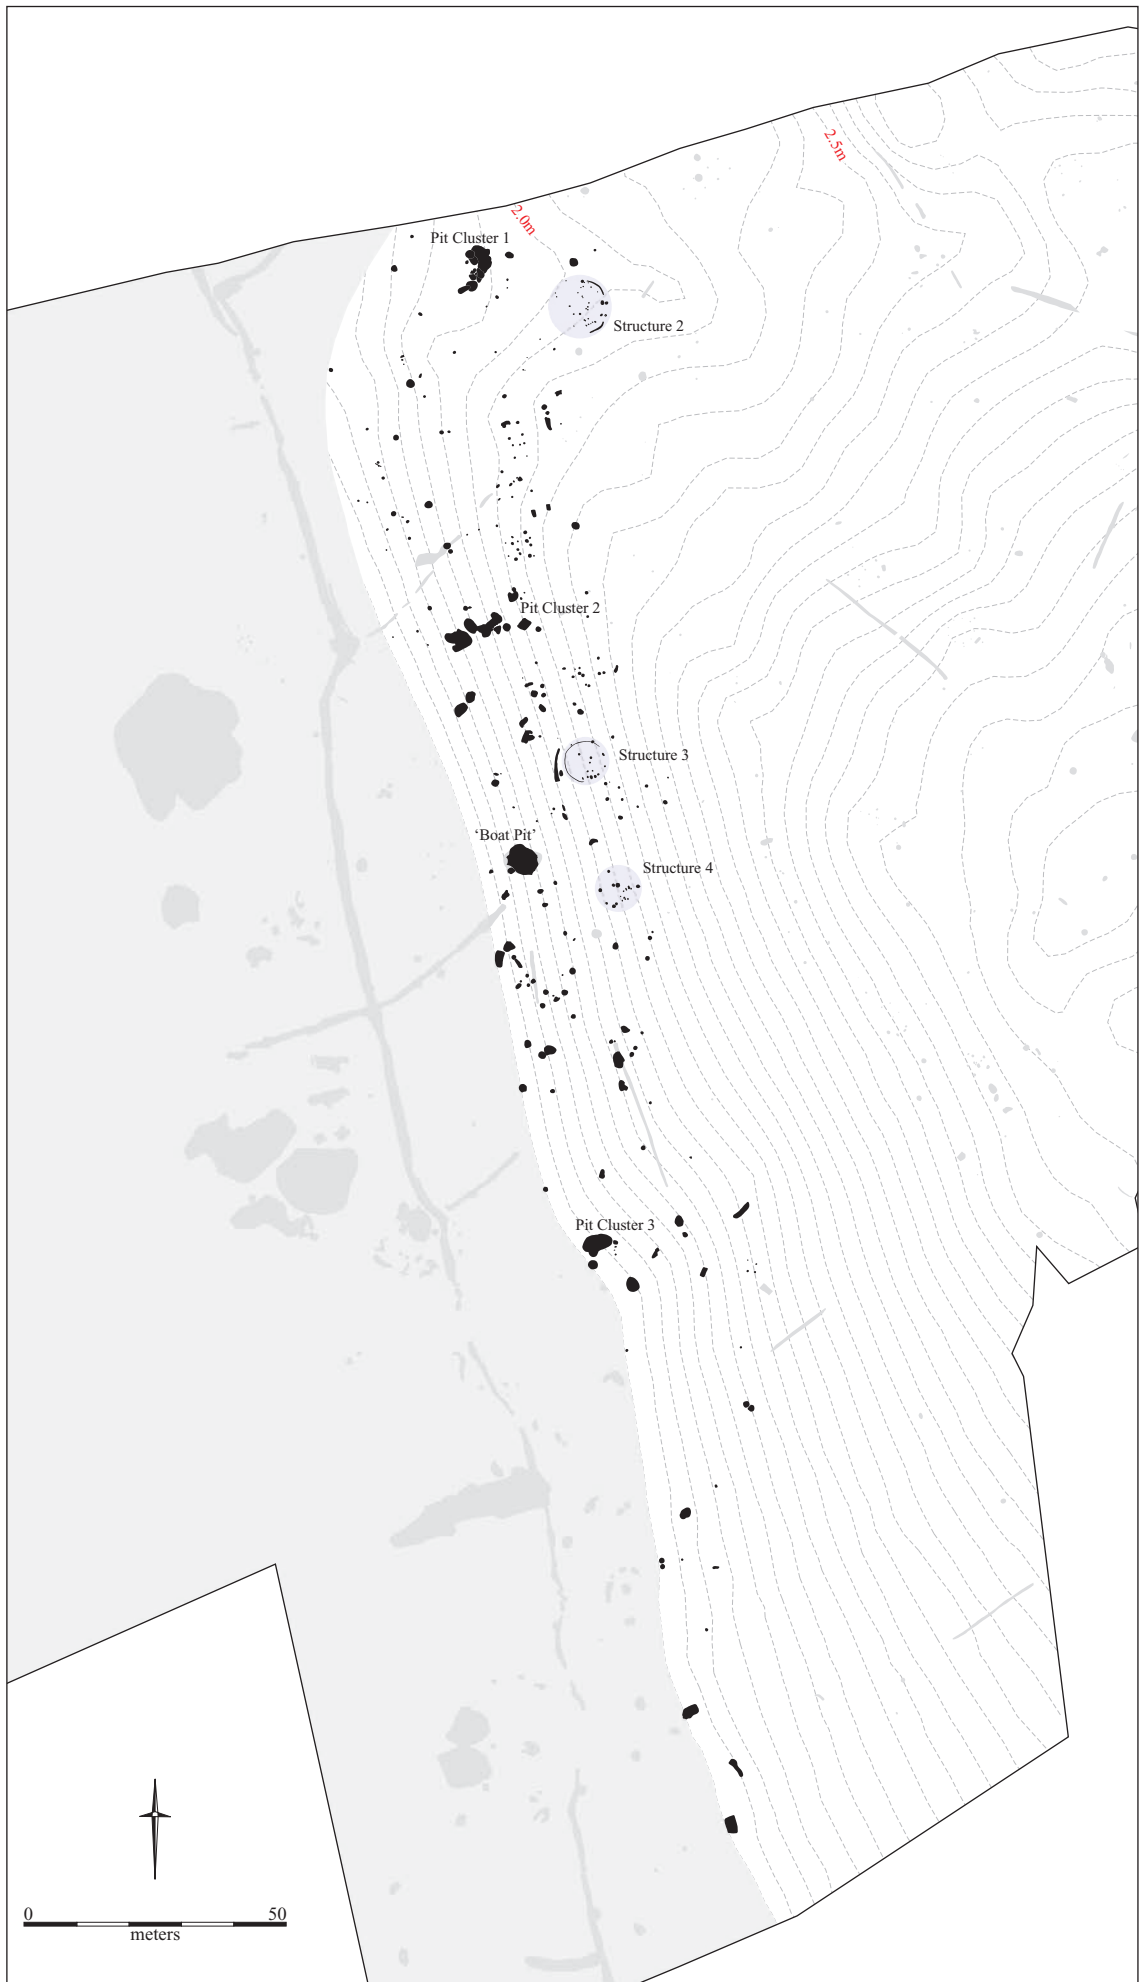 2.5m
2.0m
Pit Cluster 1
Structure 2
Pit Cluster 2
Structure 3
‘Boat Pit’
Structure 4
Pit Cluster 3
0 50
meters